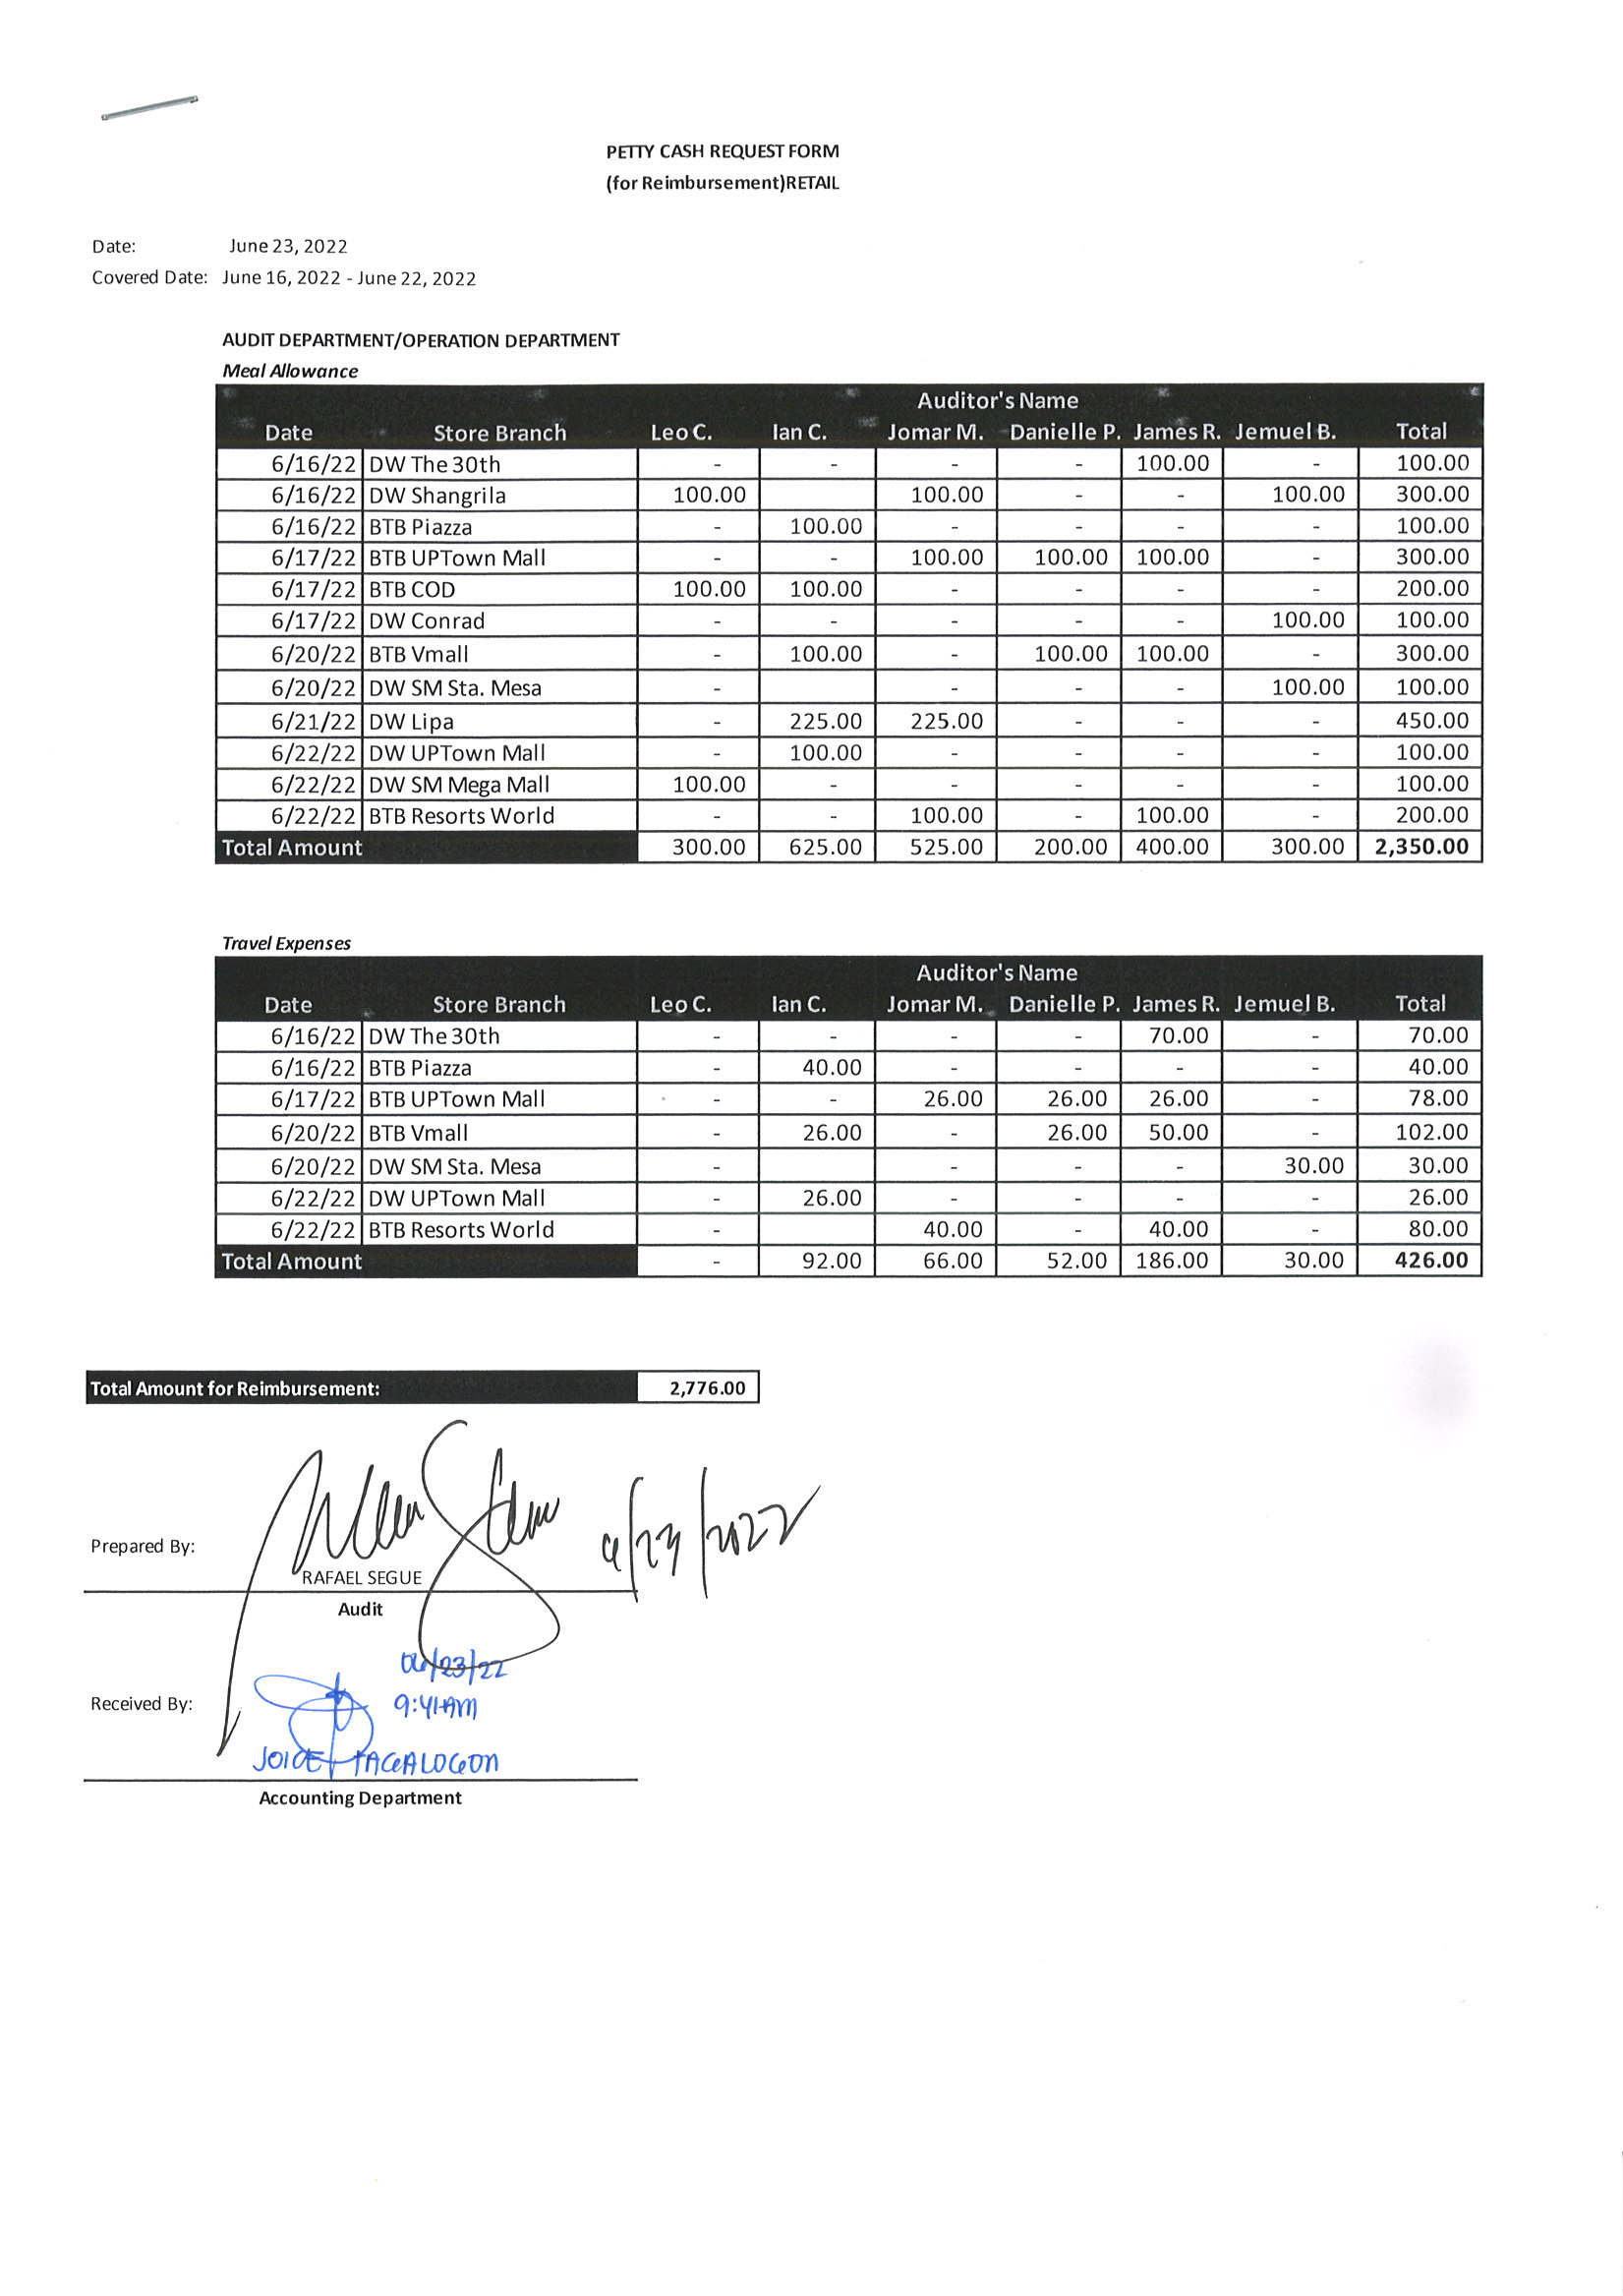 PETTY CASH REQUEST FORM
(for Reimbursement)RETAIL
Date: June 23, 2022
Covered Date: June 16, 2022 - June 22, 2022
AUDIT DEPARTMENT/OPERATION DEPARTMENT
Meal Allowance
Auditor's Name
Date Store Branch Leo C. Ian C. Jomar M. Danielle P. James R. Jemuel B. Total
6/16/22 DW The 30th - - - - 100.00 - 100.00
6/16/22 DW Shangrila 100.00 100.00 - - 100.00 300.00
6/16/22 BTB Piazza - 100.00 - - - - 100.00
6/17/22 BTB UPTown Mall - - 100.00 100.00 100.00 - 300.00
6/17/22 BTB COD 100.00 100.00 - - - - 200.00
6/17/22 DW Conrad - - - - - 100.00 100.00
6/20/22 BTB Vmall - 100.00 - 100.00 100.00 - 300.00
6/20/22 DW SM Sta. Mesa - - - - 100.00 100.00
6/21/22 DW Lipa - 225.00 225.00 - - - 450.00
6/22/22 DW UPTown Mall - 100.00 - - - - 100.00
6/22/22 DW SM Mega Mall 100.00 - - - - - 100.00
6/22/22 BTB Resorts World - - 100.00 - 100.00 - 200.00
Total Amount 300.00 625.00 525.00 200.00 400.00 300.00 2,350.00
Travel Expenses
Auditor's Name
Date Store Branch Leo C. Ian C. Jomar M. Danielle P. James R. Jemuel B. Total
6/16/22 DW The 30th - - - - 70.00 - 70.00
6/16/22 BTB Piazza - 40.00 - - - - 40.00
6/17/22 BTB UPTown Mall - - 26.00 26.00 26.00 - 78.00
6/20/22 BTB Vmall - 26.00 - 26.00 50.00 - 102.00
6/20/22 DW SM Sta. Mesa - - - - 30.00 30.00
6/22/22 DW UPTown Mall - 26.00 - - - - 26.00
6/22/22 BTB Resorts World - 40.00 - 40.00 - 80.00
Total Amount - 92.00 66.00 52.00 186.00 30.00 426.00
Total Amount for Reimbursement: 2,776.00
6/23/2022
Prepared By:
RAFAEL SEGUE
Audit
06/23/22
Received By: 9:41AM
JOICE TAGALOGON
Accounting Department